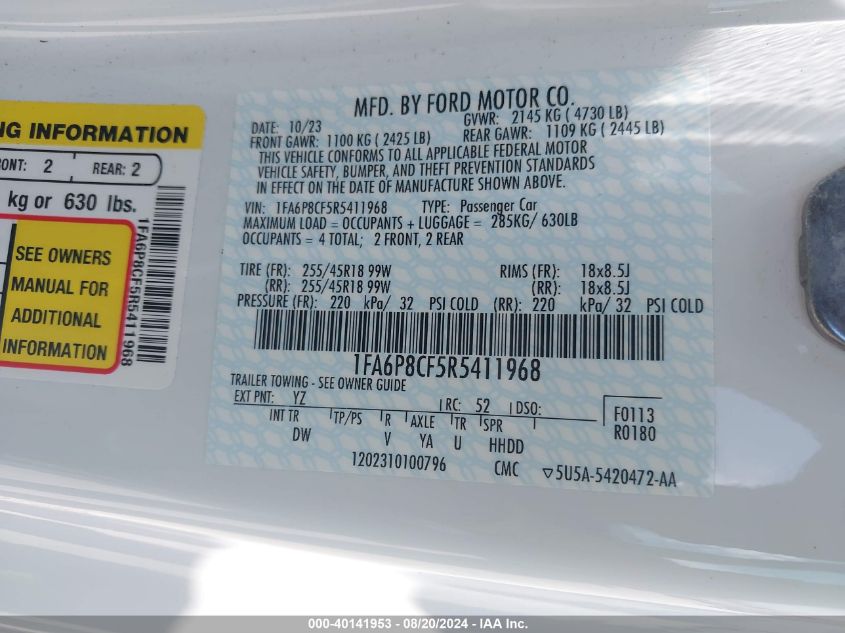 NG INFORMATION
ONT: 2 REAR: 2
kg or 630 lbs.
SEE OWNERS
MANUAL FOR
ADDITIONAL
INFORMATION
1FA6P8CF5R5411968
MFD. BY FORD MOTOR CO.
DATE: 10/23 GVWR: 2145 KG ( 4730 LB)
FRONT GAWR: 1100 KG ( 2425 LB) REAR GAWR: 1109 KG ( 2445 LB)
THIS VEHICLE CONFORMS TO ALL APPLICABLE FEDERAL MOTOR
VEHICLE SAFETY, BUMPER, AND THEFT PREVENTION STANDARDS
IN EFFECT ON THE DATE OF MANUFACTURE SHOWN ABOVE.
VIN: 1FA6P8CF5R5411968 TYPE: Passenger Car
MAXIMUM LOAD = OCCUPANTS + LUGGAGE = 285KG/ 630LB
OCCUPANTS = 4 TOTAL; 2 FRONT, 2 REAR
TIRE (FR): 255/45R18 99W RIMS (FR): 18x8.5J
(RR): 255/45R18 99W (RR): 18x8.5J
PRESSURE (FR): 220 kPa/ 32 PSI COLD (RR): 220 kPa/ 32 PSI COLD
1FA6P8CF5R5411968
TRAILER TOWING - SEE OWNER GUIDE
EXT PNT: YZ RC: 52 DSO: F0113
INT TR TP/PS R AXLE TR SPR R0180
DW V YA U HHDD
1202310100796 CMC ▽5U5A-5420472-AA
000-40141953 - 08/20/2024 - IAA Inc.